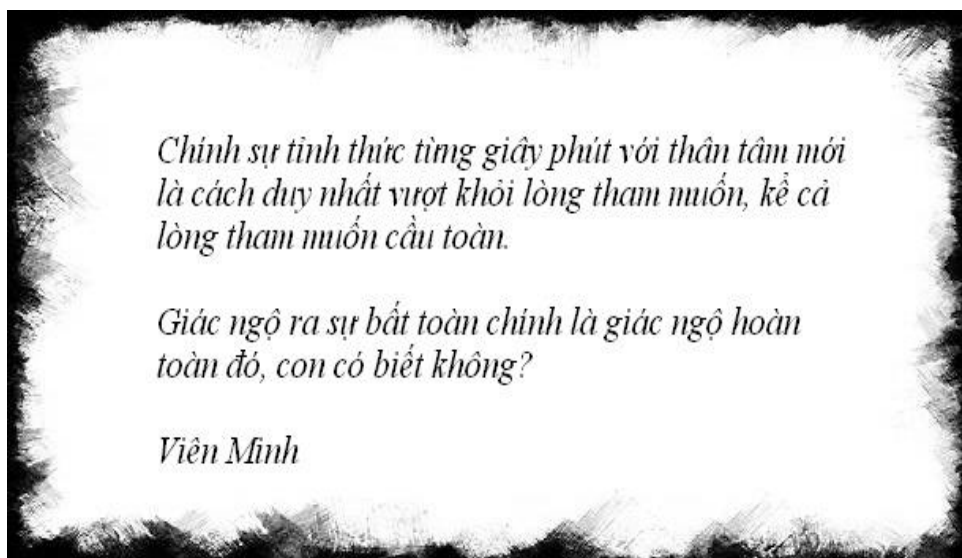 Chính sự tỉnh thức từng giây phút với thân tâm mới
là cách duy nhất vượt khỏi lòng tham muốn, kể cả
lòng tham muốn cầu toàn.
Giác ngộ ra sự bất toàn chính là giác ngộ hoàn
toàn đó, con có biết không?
Viên Minh